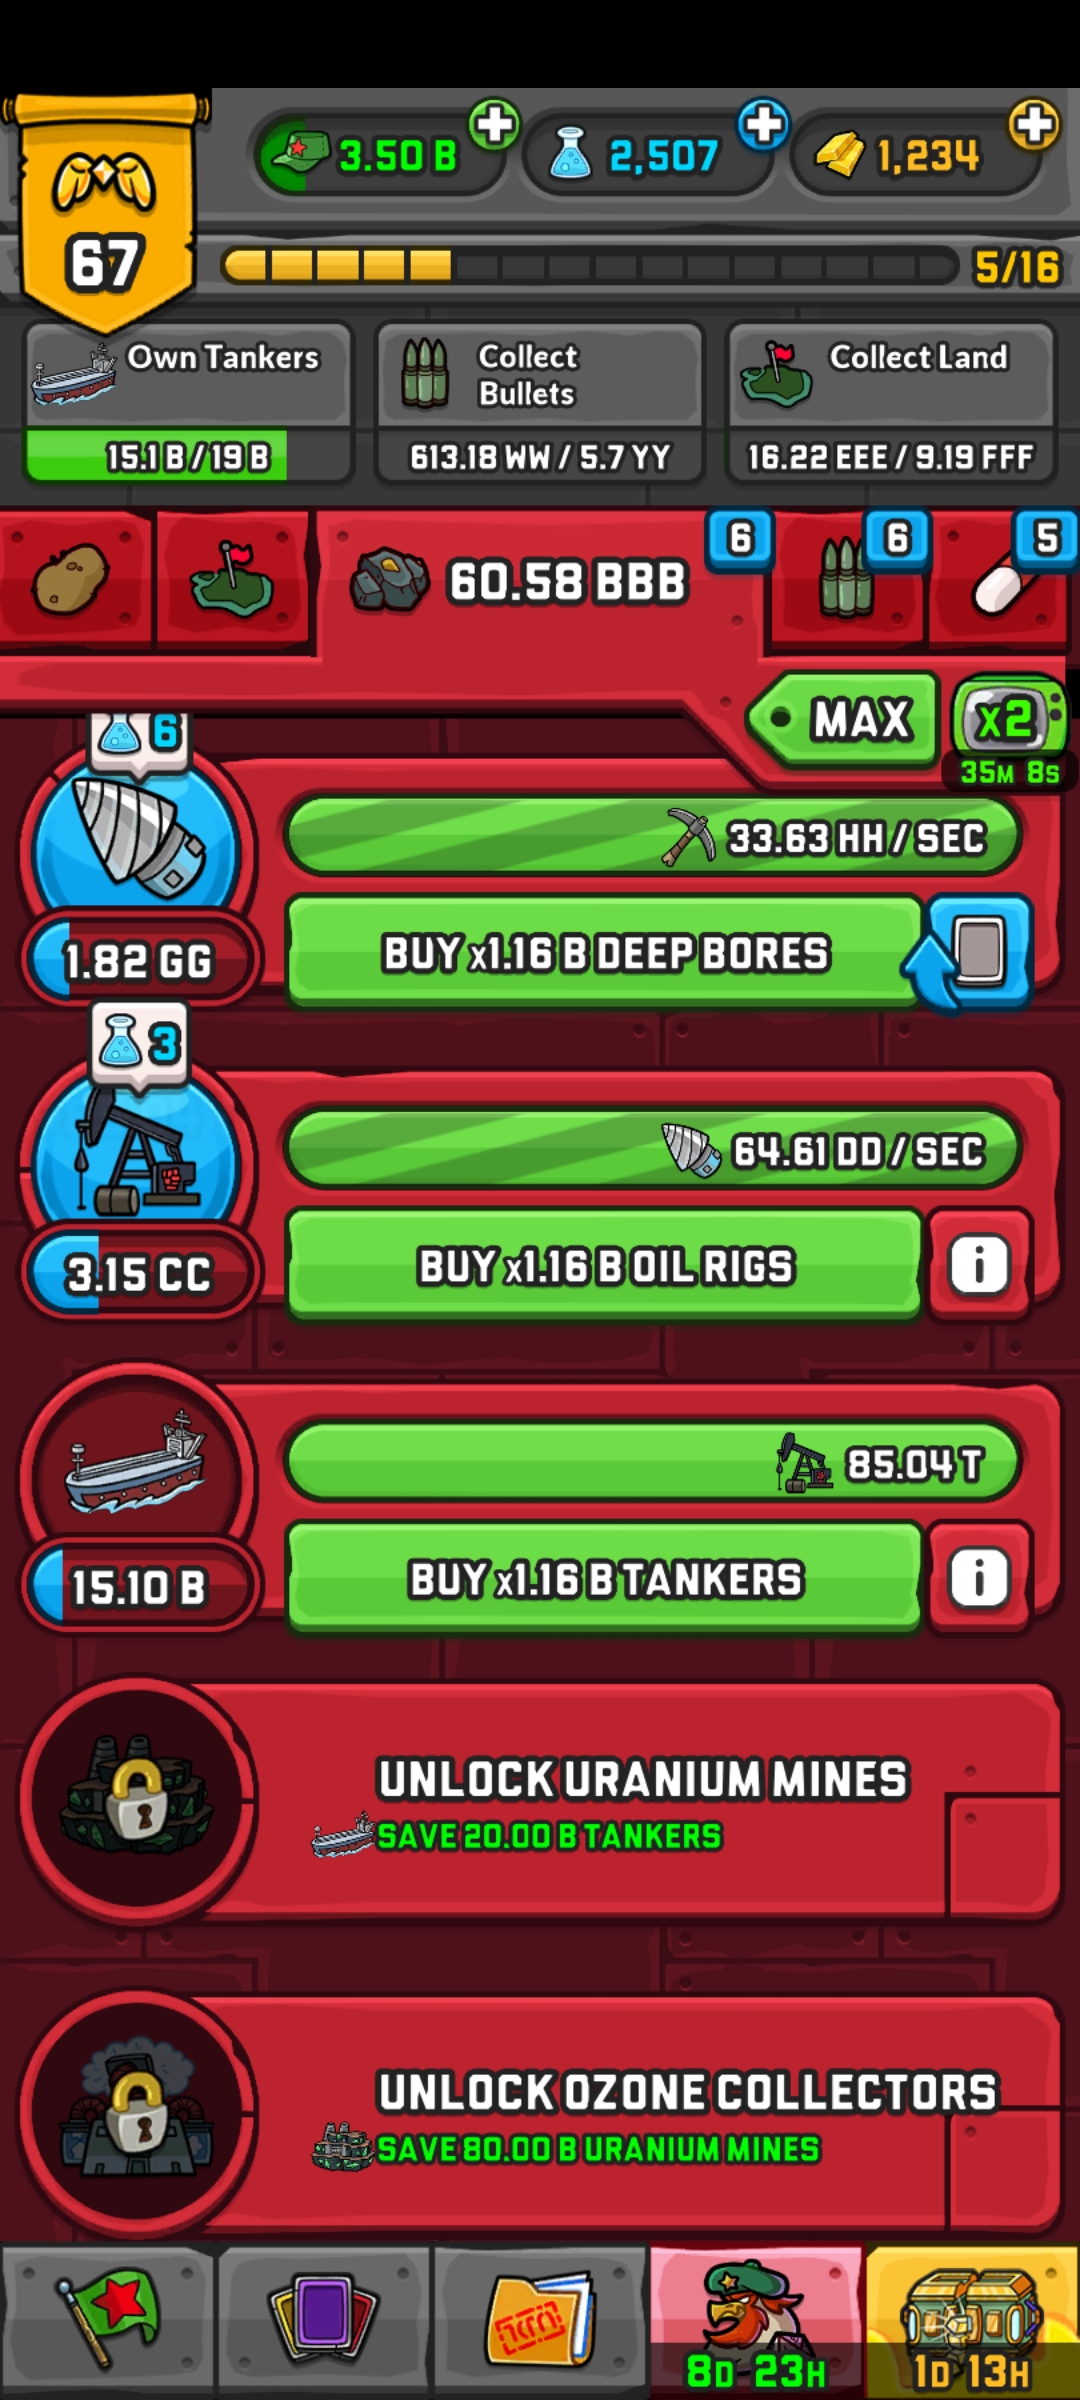 3.50 B
2,507
1,234
67
5/16
Own Tankers
15.1 B / 19 B
Collect
Bullets
613.18 WW / 5.7 YY
Collect Land
16.22 EEE / 9.19 FFF
60.58 BBB
6
6
5
MAX
x2
35M 8S
6
33.63 HH / SEC
1.82 GG
BUY x1.16 B DEEP BORES
3
64.61 DD / SEC
3.15 CC
BUY x1.16 B OIL RIGS
i
85.04 T
15.10 B
BUY x1.16 B TANKERS
i
UNLOCK URANIUM MINES
SAVE 20.00 B TANKERS
UNLOCK OZONE COLLECTORS
SAVE 80.00 B URANIUM MINES
8D 23H
1D 13H